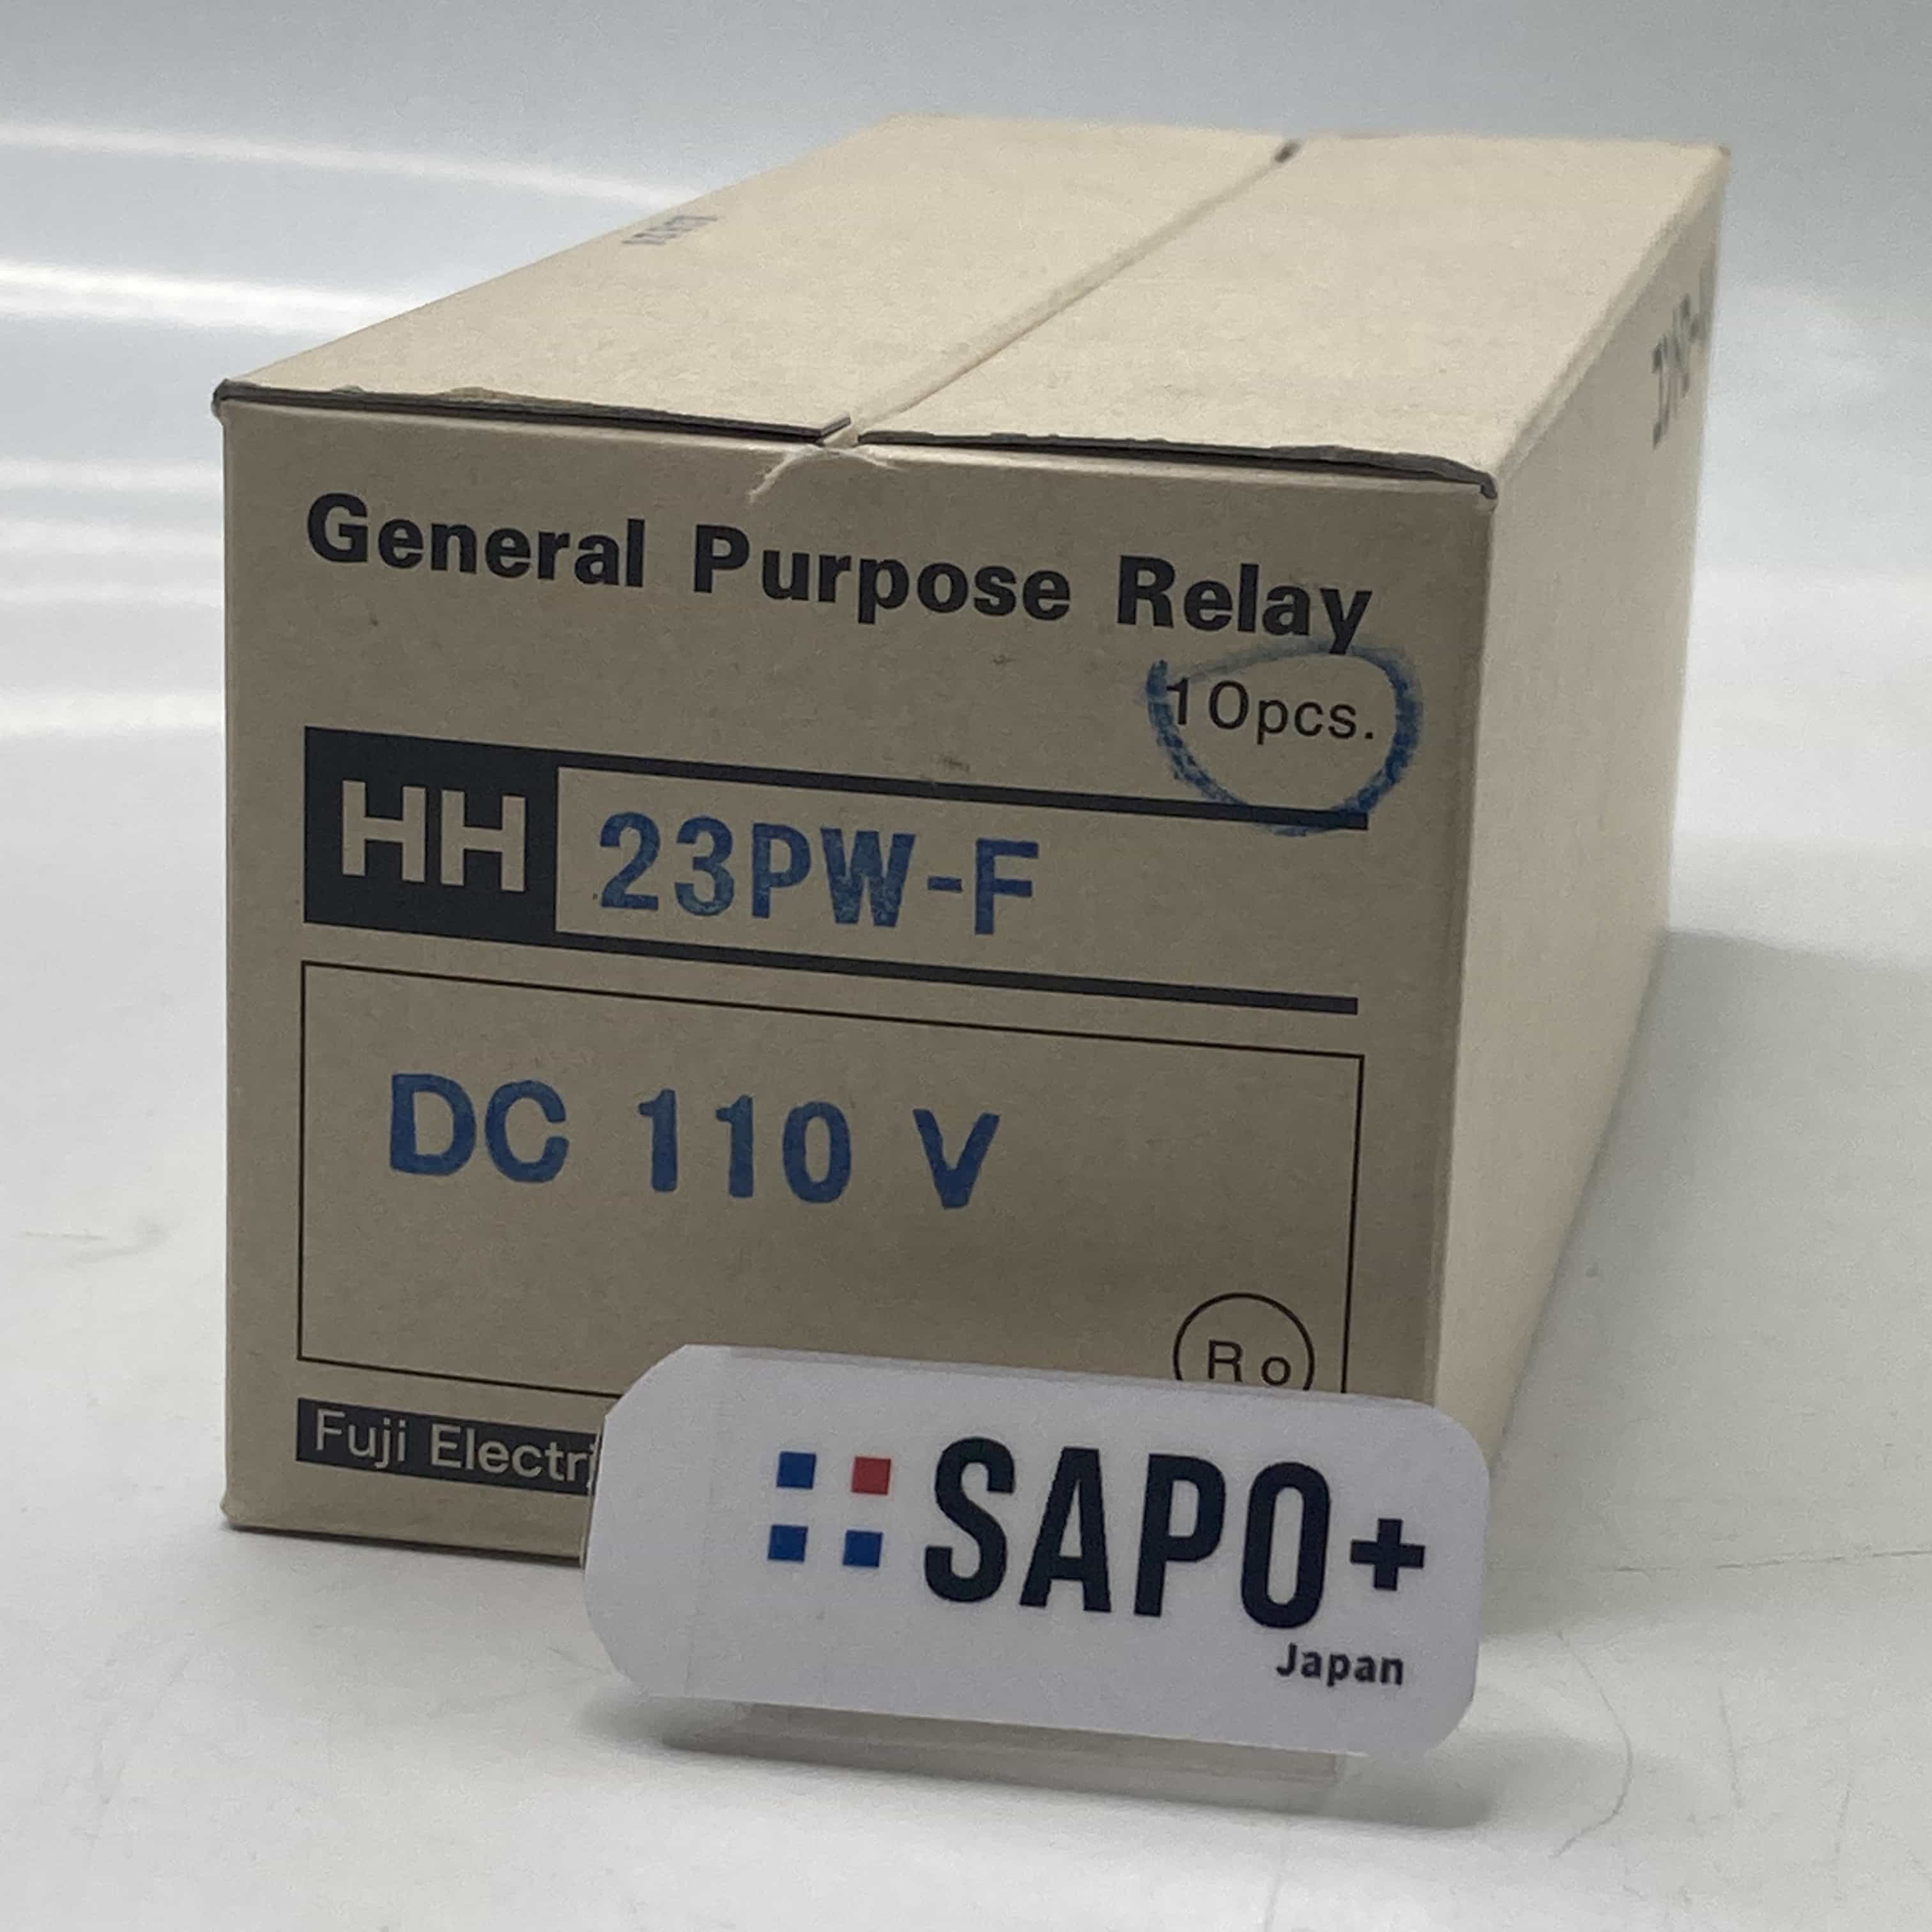 General Purpose Relay
10pcs.
HH 23PW-F
DC 110 V
Ro
Fuji Electri
SAPO+
Japan